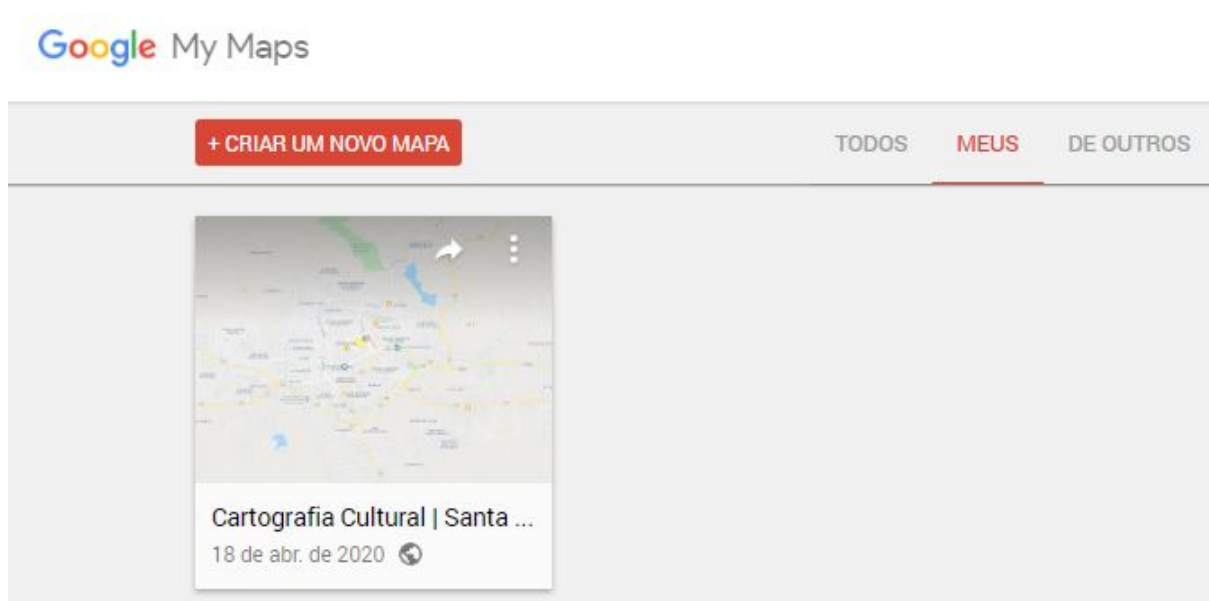 Google My Maps
+ CRIAR UM NOVO MAPA TODOS MEUS DE OUTROS
Cartografia Cultural | Santa ...
18 de abr. de 2020